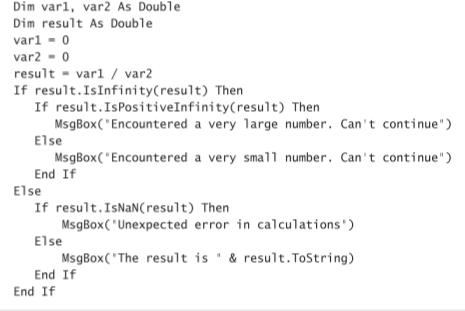 Dim var1, var2 As Double
Dim result As Double
var1 = 0
var2 = 0
result = var1 / var2
If result.IsInfinity(result) Then
If result.IsPositiveInfinity(result) Then
MsgBox("Encountered a very large number. Can't continue")
Else
MsgBox("Encountered a very small number. Can't continue")
End If
Else
If result.IsNaN(result) Then
MsgBox("Unexpected error in calculations")
Else
MsgBox("The result is " & result.ToString)
End If
End If